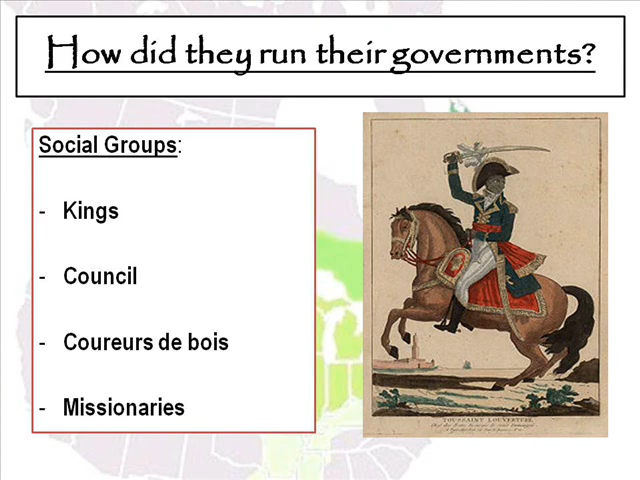 How did they run their governments?
Social Groups:
- Kings
- Council
- Coureurs de bois
- Missionaries
TOUSSAINT LOUVERTURE